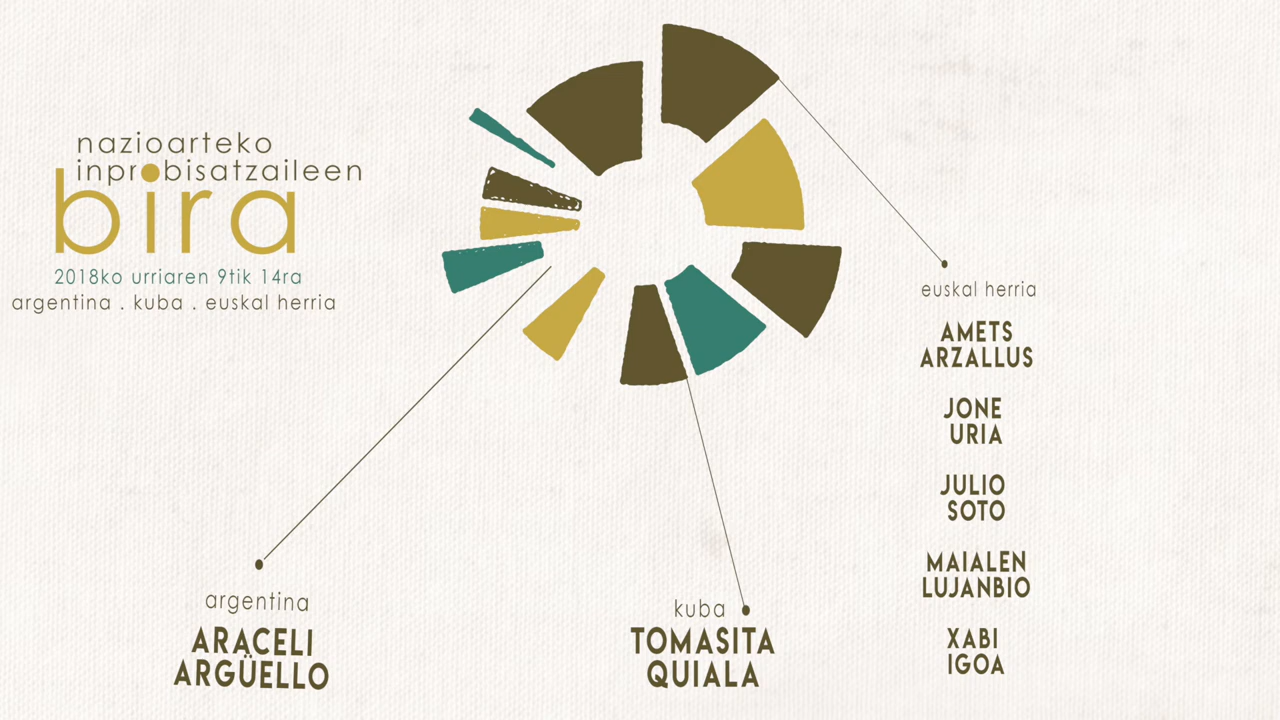 nazioarteko
inprobisatzaileen
bira
2018ko urriaren 9tik 14ra
argentina . kuba . euskal herria
argentina
ARACELI
ARGÜELLO
kuba
TOMASITA
QUIALA
euskal herria
AMETS
ARZALLUS
JONE
URIA
JULIO
SOTO
MAIALEN
LUJANBIO
XABI
IGOA